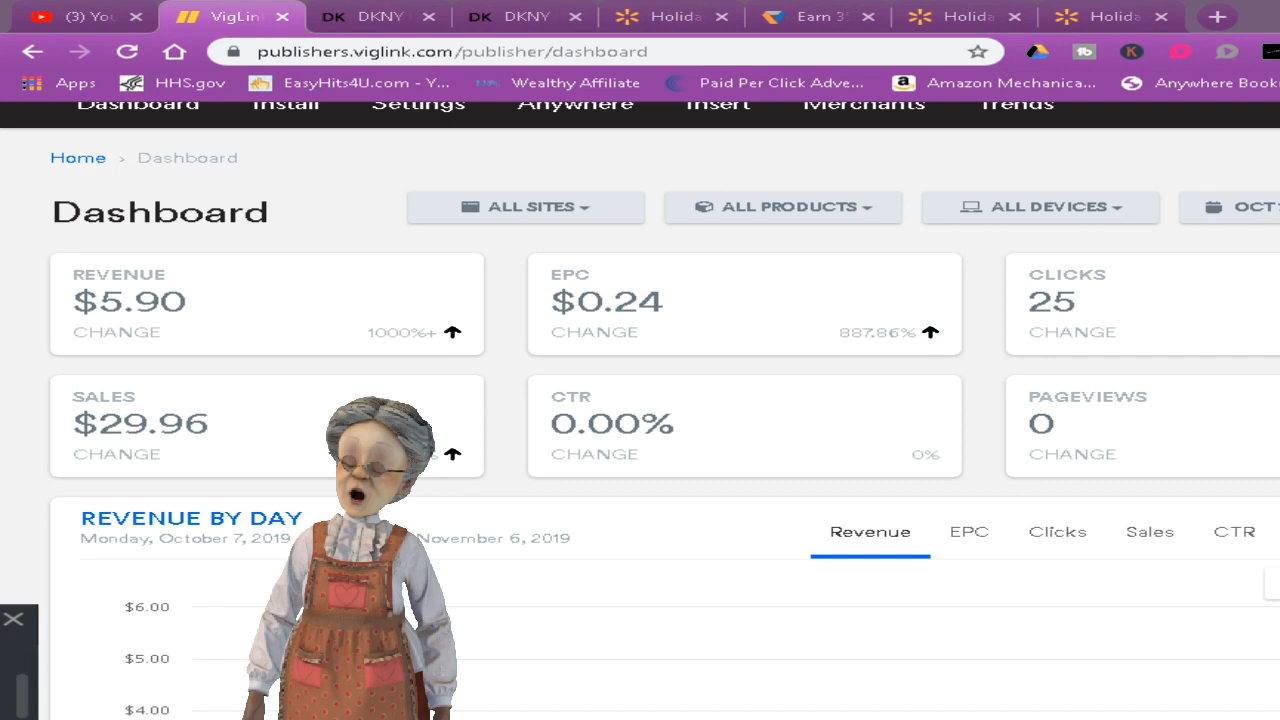 (3) You
VigLin
DK DKNY
DK DKNY
Holida
Earn 3
Holida
Holida
publishers.viglink.com/publisher/dashboard
tb
K
Apps
HHS.gov
EasyHits4U.com - Y...
Wealthy Affiliate
Paid Per Click Adve...
Amazon Mechanica...
Anywhere Book
Dashboard Install Settings Anywhere Insert Merchants Trends
Home › Dashboard
Dashboard
ALL SITES
ALL PRODUCTS
ALL DEVICES
OCT
REVENUE
$5.90
CHANGE 1000%+
EPC
$0.24
CHANGE 887.86%
CLICKS
25
CHANGE
SALES
$29.96
CHANGE
CTR
0.00%
CHANGE 0%
PAGEVIEWS
0
CHANGE
REVENUE BY DAY
Monday, October 7, 2019 November 6, 2019
Revenue EPC Clicks Sales CTR
$6.00
$5.00
$4.00